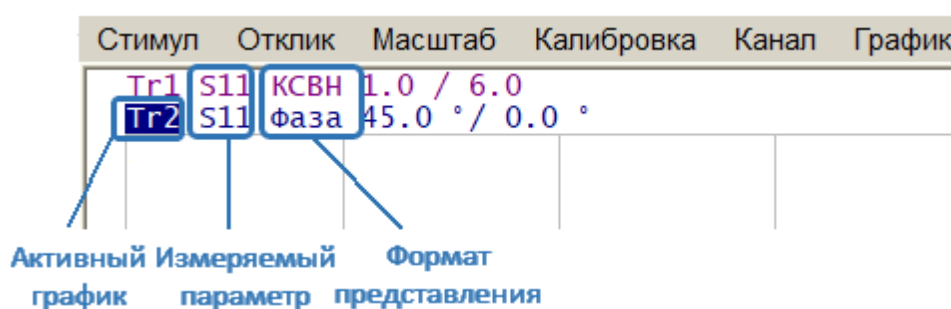 Стимул Отклик Масштаб Калибровка Канал График
Tr1 S11 КСВН 1.0 / 6.0
Tr2 S11 Фаза 45.0 °/ 0.0 °
Активный график
Измеряемый параметр
Формат представления